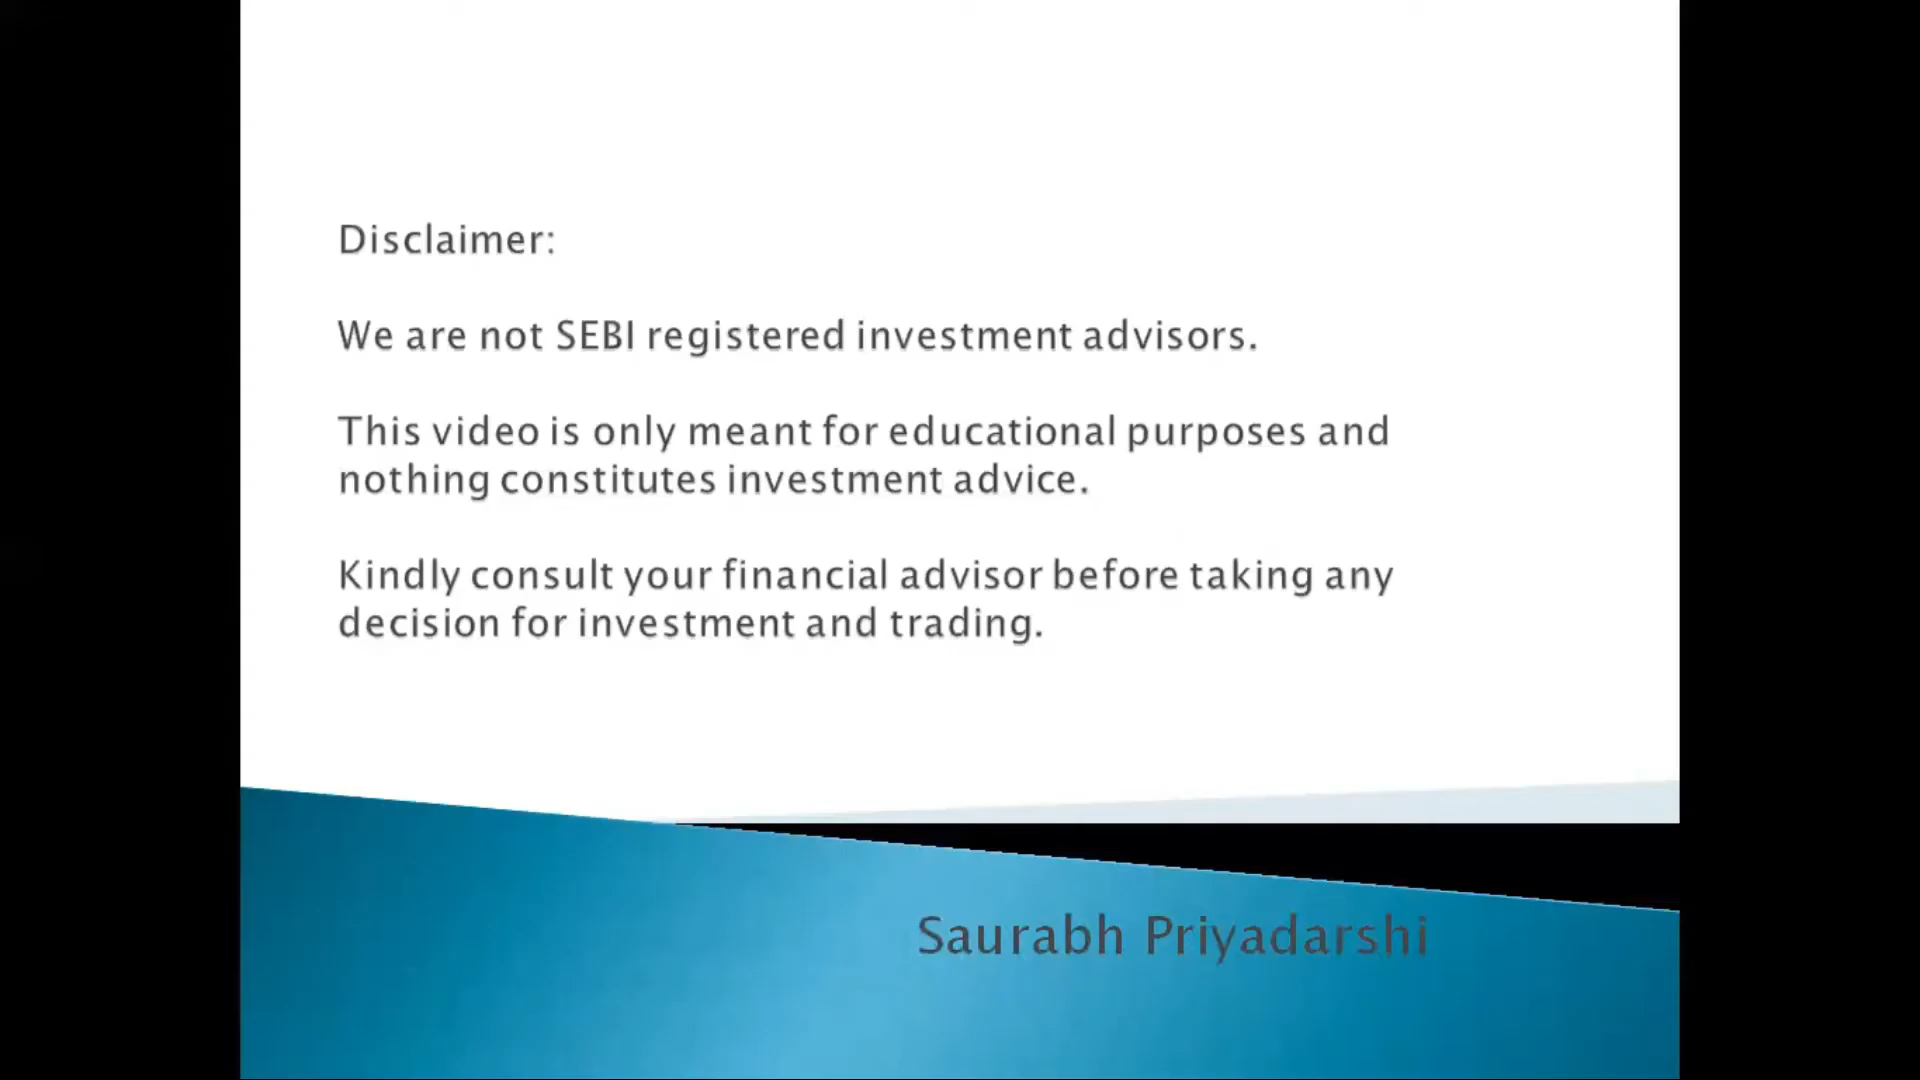 Disclaimer:
We are not SEBI registered investment advisors.
This video is only meant for educational purposes and
nothing constitutes investment advice.
Kindly consult your financial advisor before taking any
decision for investment and trading.
Saurabh Priyadarshi